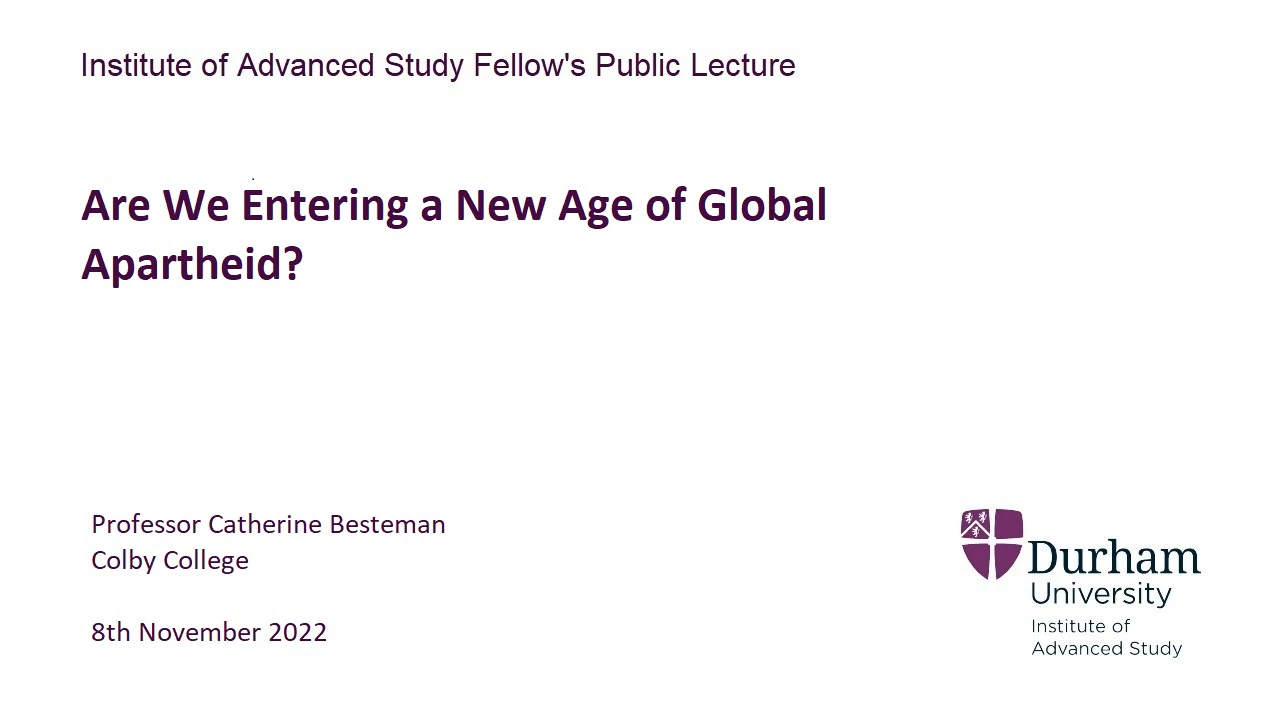 Institute of Advanced Study Fellow's Public Lecture
Are We Entering a New Age of Global
Apartheid?
Professor Catherine Besteman
Colby College
8th November 2022
Durham
University
Institute of
Advanced Study